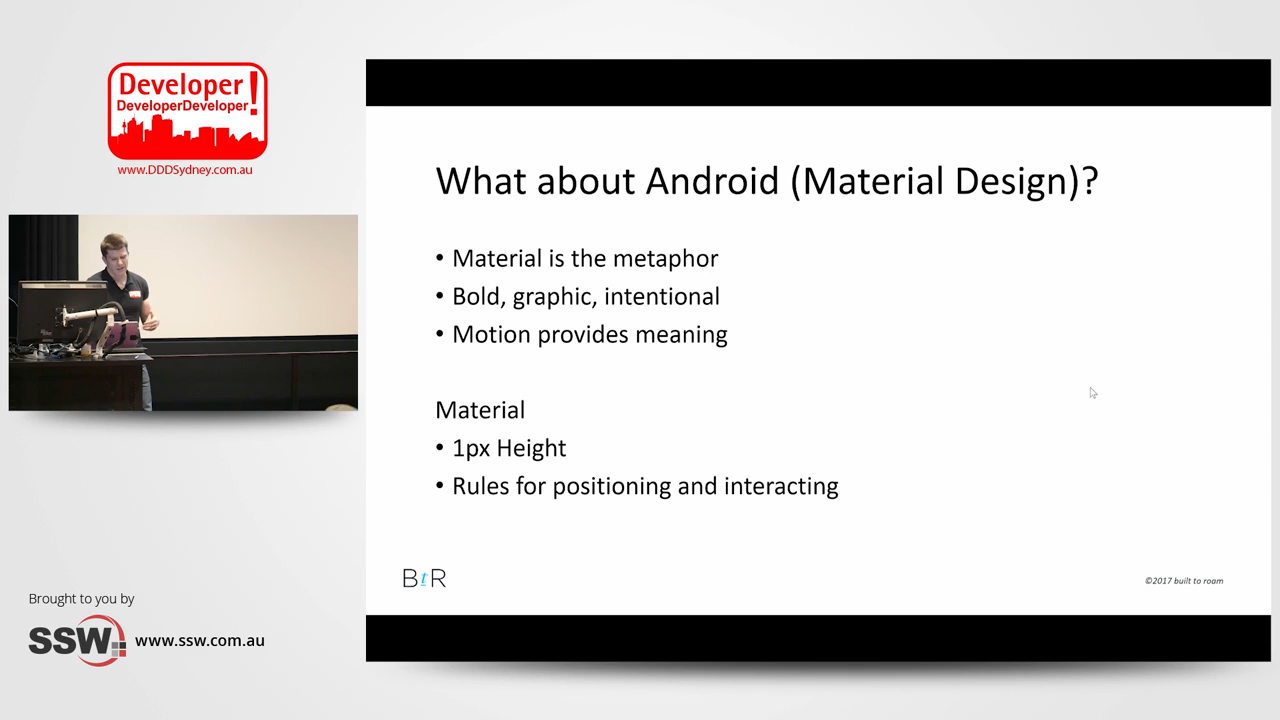 Developer!
DeveloperDeveloper
www.DDDSydney.com.au
What about Android (Material Design)?
• Material is the metaphor
• Bold, graphic, intentional
• Motion provides meaning
Material
• 1px Height
• Rules for positioning and interacting
BtR
©2017 built to roam
Brought to you by
SSW
www.ssw.com.au